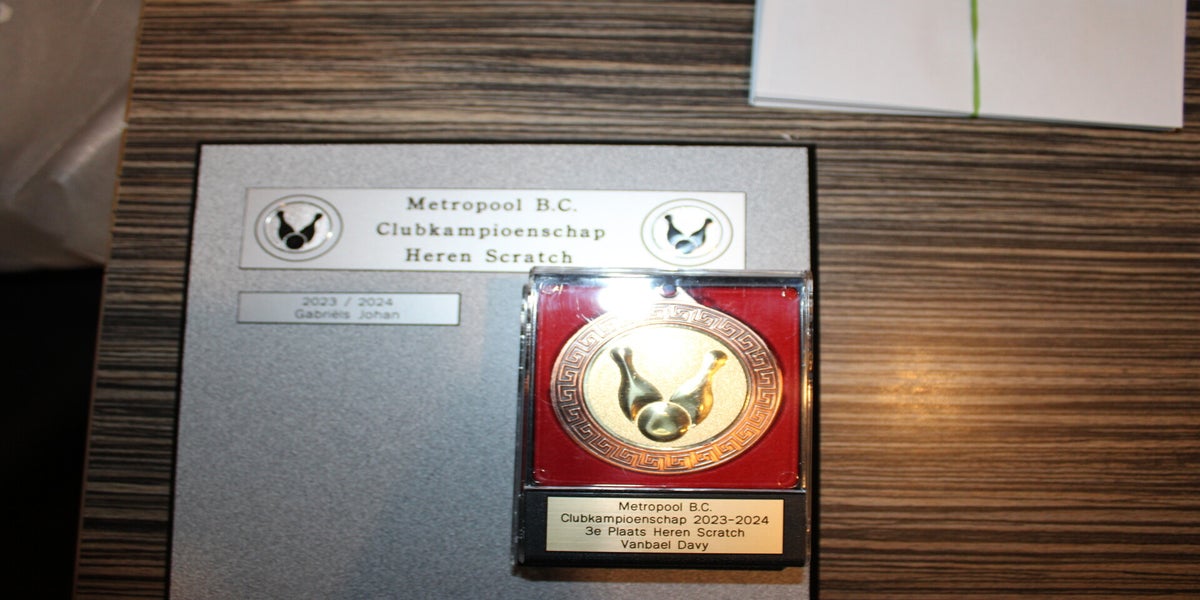 Metropool B.C.
Clubkampioenschap
Heren Scratch
2023 / 2024
Gabriëls Johan
Metropool B.C.
Clubkampioenschap 2023-2024
3e Plaats Heren Scratch
Vanbael Davy